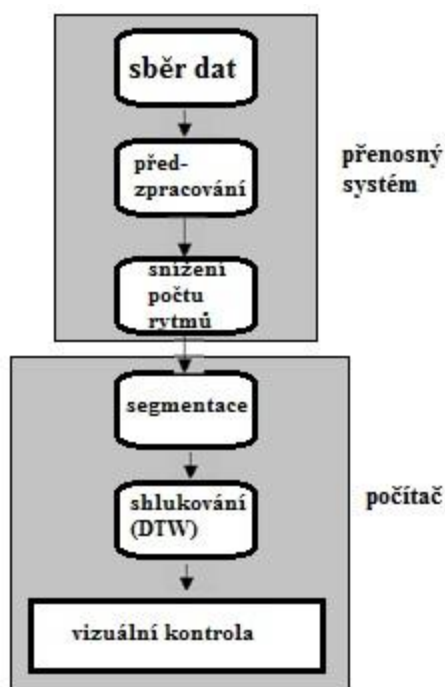 sběr dat
před-
zpracování
přenosný
systém
snížení
počtu
rytmů
segmentace
shlukování
(DTW)
počítač
vizuální kontrola